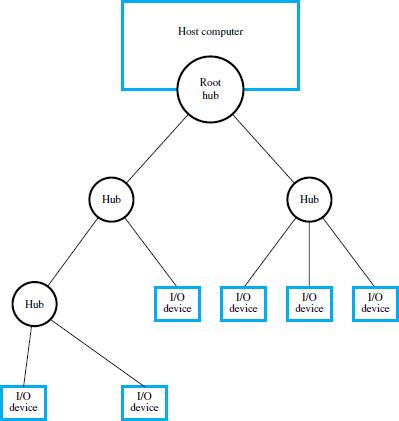 Host computer
Root
hub
Hub
Hub
I/O
device
I/O
device
I/O
device
I/O
device
Hub
I/O
device
I/O
device